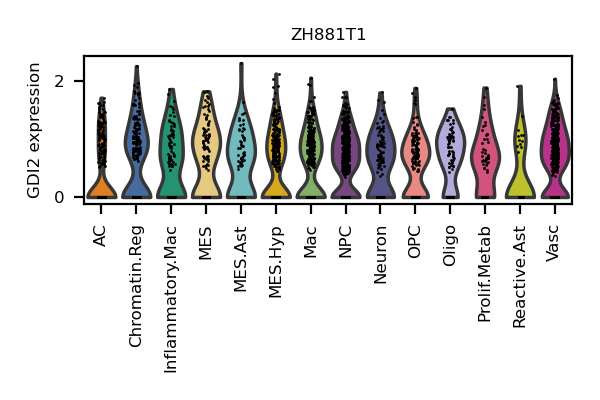 ZH881T1
GDI2 expression
2
0
AC
Chromatin.Reg
Inflammatory.Mac
MES
MES.Ast
MES.Hyp
Mac
NPC
Neuron
OPC
Oligo
Prolif.Metab
Reactive.Ast
Vasc